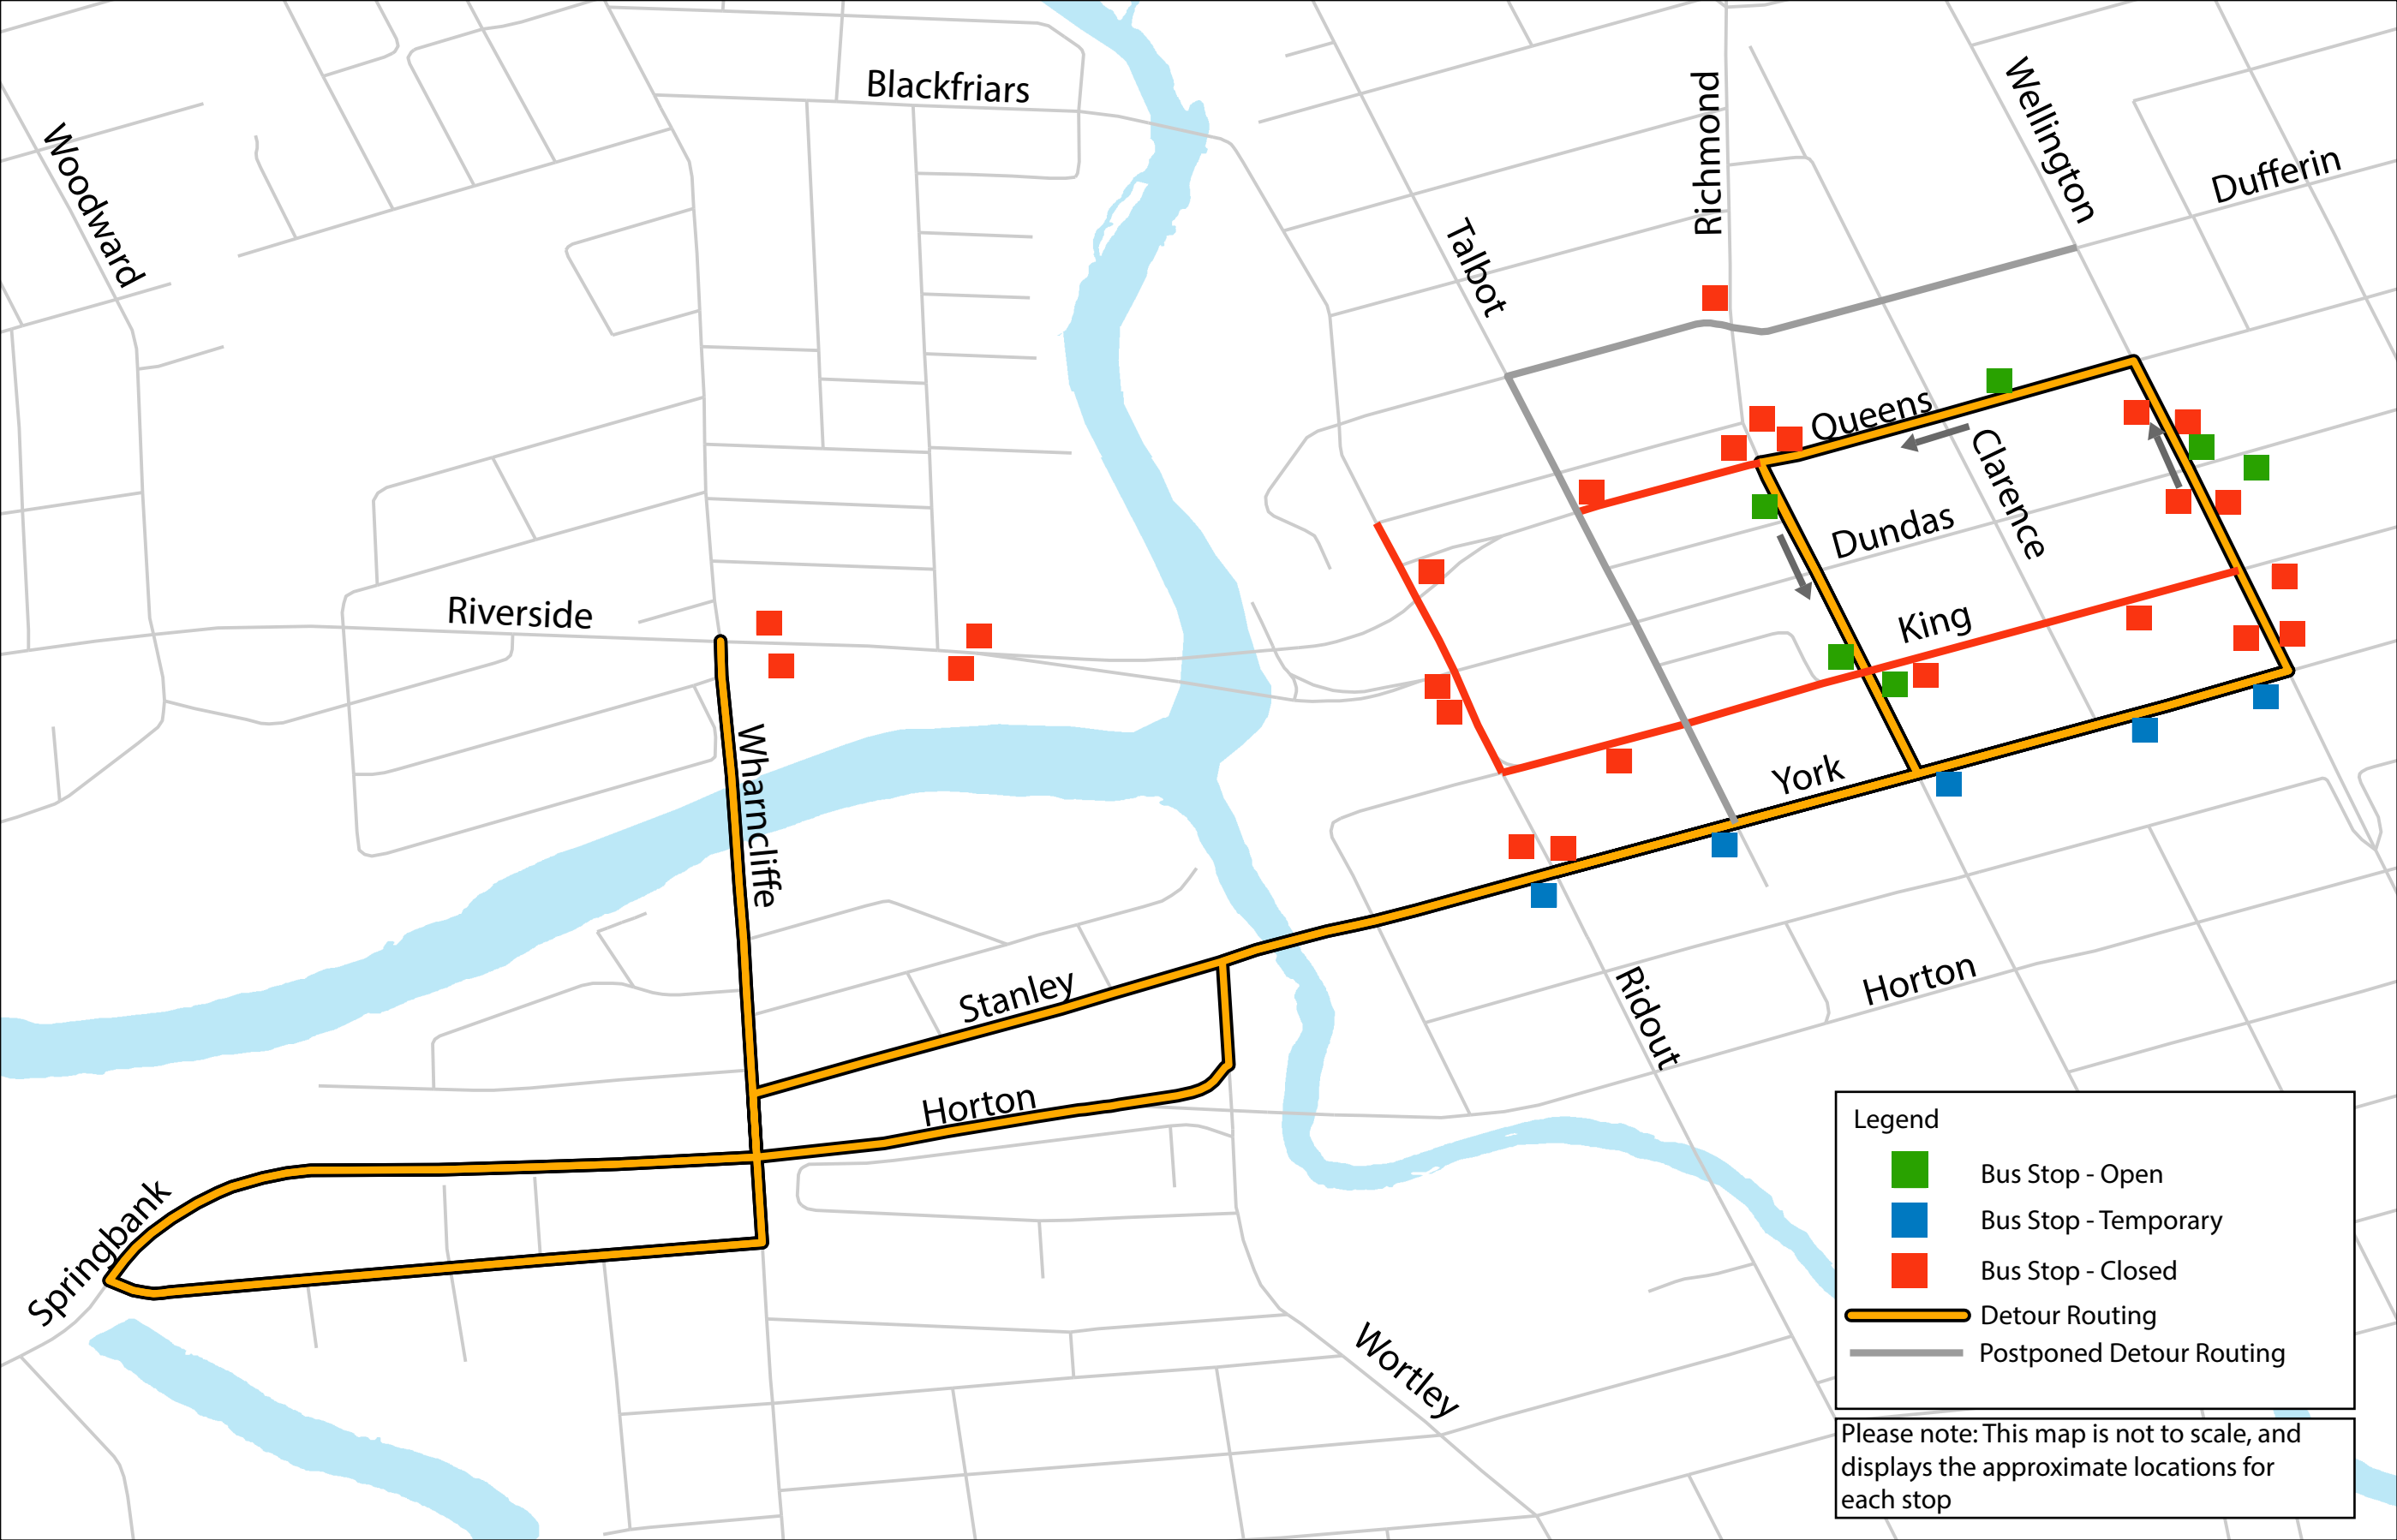 Blackfriars
Woodward
Richmond
Wellington
Dufferin
Talbot
Queens
Clarence
Dundas
Riverside
King
Wharncliffe
York
Stanley
Horton
Ridout
Horton
Springbank
Wortley
Legend
Bus Stop - Open
Bus Stop - Temporary
Bus Stop - Closed
Detour Routing
Postponed Detour Routing
Please note: This map is not to scale, and
displays the approximate locations for
each stop